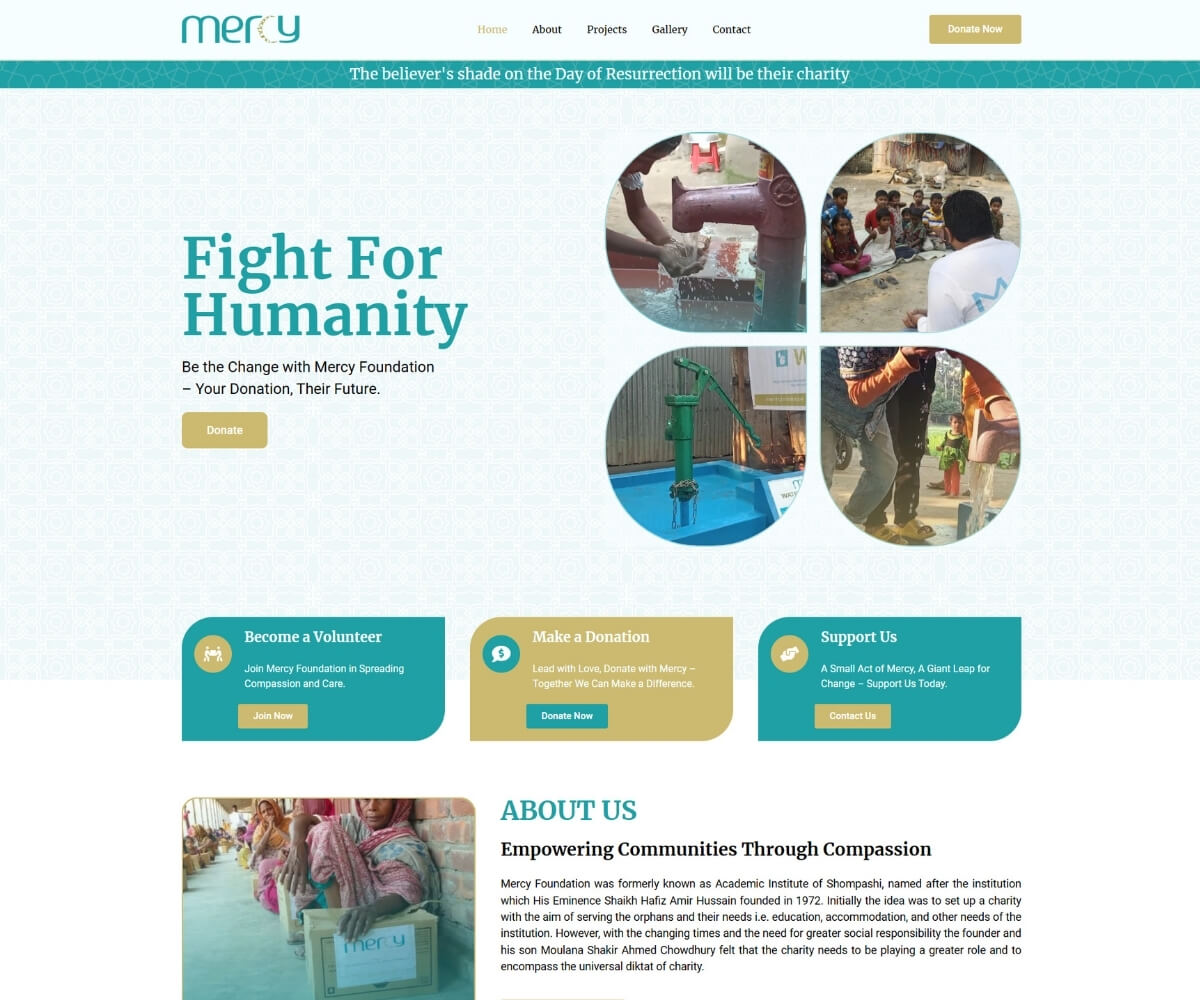 mercy
Home About Projects Gallery Contact
Donate Now
The believer's shade on the Day of Resurrection will be their charity
Fight For
Humanity
Be the Change with Mercy Foundation
– Your Donation, Their Future.
Donate
Become a Volunteer
Join Mercy Foundation in Spreading
Compassion and Care.
Join Now
Make a Donation
Lead with Love, Donate with Mercy –
Together We Can Make a Difference.
Donate Now
Support Us
A Small Act of Mercy, A Giant Leap for
Change – Support Us Today.
Contact Us
mercy
ABOUT US
Empowering Communities Through Compassion
Mercy Foundation was formerly known as Academic Institute of Shompashi, named after the institution
which His Eminence Shaikh Hafiz Amir Hussain founded in 1972. Initially the idea was to set up a charity
with the aim of serving the orphans and their needs i.e. education, accommodation, and other needs of the
institution. However, with the changing times and the need for greater social responsibility the founder and
his son Moulana Shakir Ahmed Chowdhury felt that the charity needs to be playing a greater role and to
encompass the universal diktat of charity.